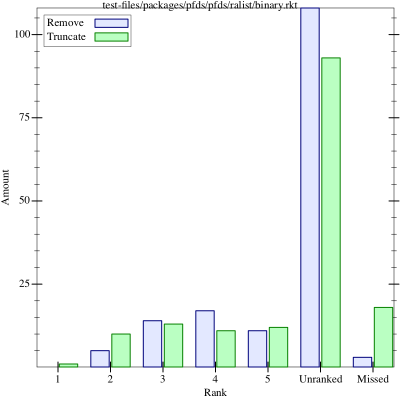 test-files/packages/pfds/pfds/ralist/binary.rkt
Remove
Truncate
100
75
50
25
Amount
1 2 3 4 5 Unranked Missed
Rank